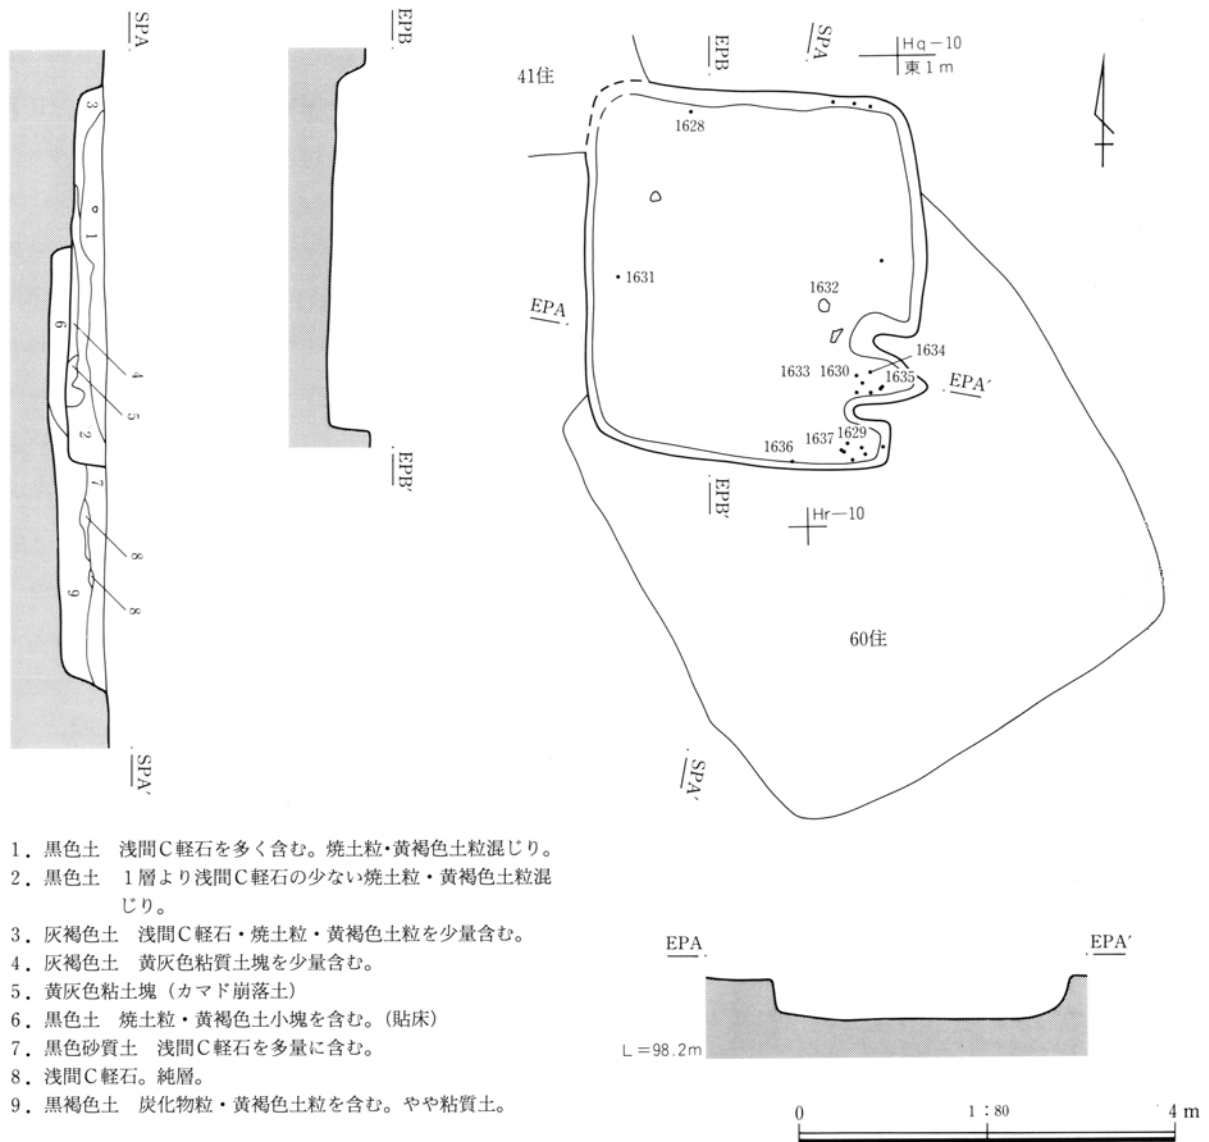 SPA
EPB
SPA
EPB
Hq−10
東1m
41住
1628
3
1
1631
1632
EPA
6
4
5
2
1634
1633
1630
1635
EPA′
1629
1637
1636
7
EPB′
EPB′
Hr−10
8
8
9
60住
SPA′
SPA′
1．黒色土　浅間C軽石を多く含む。焼土粒・黄褐色土粒混じり。
2．黒色土　1層より浅間C軽石の少ない焼土粒・黄褐色土粒混
じり。
3．灰褐色土　浅間C軽石・焼土粒・黄褐色土粒を少量含む。
4．灰褐色土　黄灰色粘質土塊を少量含む。
5．黄灰色粘土塊（カマド崩落土）
6．黒色土　焼土粒・黄褐色土小塊を含む。（貼床）
7．黒色砂質土　浅間C軽石を多量に含む。
8．浅間C軽石。純層。
9．黒褐色土　炭化物粒・黄褐色土粒を含む。やや粘質土。
EPA
EPA′
L＝98.2m
0
1：80
4 m